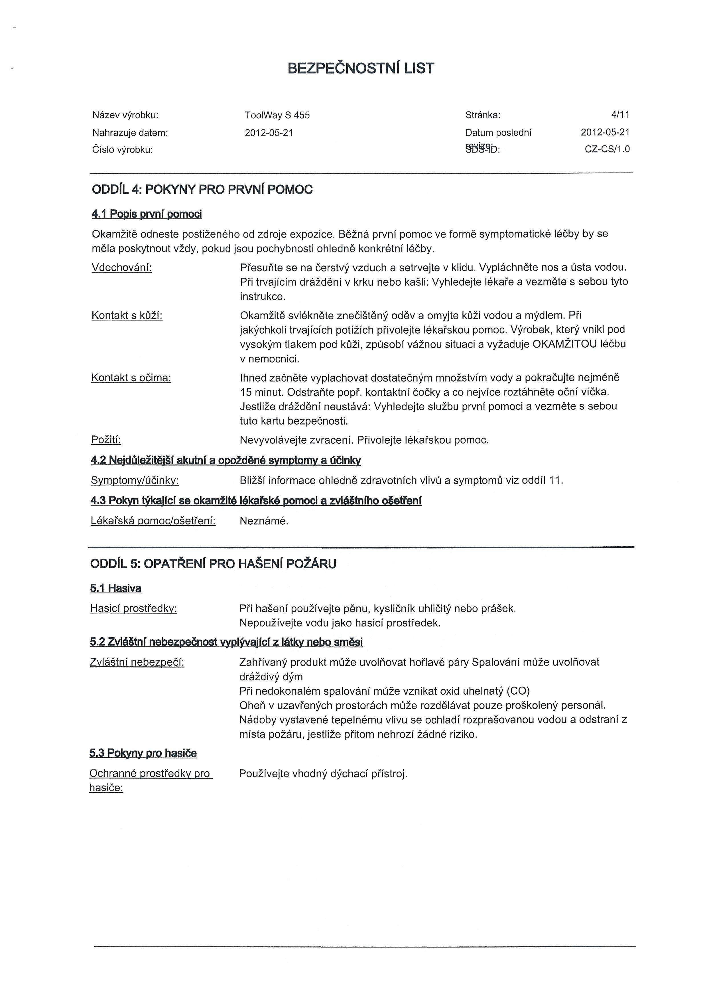 BEZPEČNOSTNÍ LIST
Název výrobku: ToolWay S 455 Stránka: 4/11
Nahrazuje datem: 2012-05-21 Datum poslední revize: 2012-05-21
Číslo výrobku: SDS-ID: CZ-CS/1.0
ODDÍL 4: POKYNY PRO PRVNÍ POMOC
4.1 Popis první pomoci
Okamžitě odneste postiženého od zdroje expozice. Běžná první pomoc ve formě symptomatické léčby by se
měla poskytnout vždy, pokud jsou pochybnosti ohledně konkrétní léčby.
Vdechování: Přesuňte se na čerstvý vzduch a setrvejte v klidu. Vypláchněte nos a ústa vodou.
Při trvajícím dráždění v krku nebo kašli: Vyhledejte lékaře a vezměte s sebou tyto
instrukce.
Kontakt s kůží: Okamžitě svlékněte znečištěný oděv a omyjte kůži vodou a mýdlem. Při
jakýchkoli trvajících potížích přivolejte lékařskou pomoc. Výrobek, který vnikl pod
vysokým tlakem pod kůži, způsobí vážnou situaci a vyžaduje OKAMŽITOU léčbu
v nemocnici.
Kontakt s očima: Ihned začněte vyplachovat dostatečným množstvím vody a pokračujte nejméně
15 minut. Odstraňte popř. kontaktní čočky a co nejvíce roztáhněte oční víčka.
Jestliže dráždění neustává: Vyhledejte službu první pomoci a vezměte s sebou
tuto kartu bezpečnosti.
Požití: Nevyvolávejte zvracení. Přivolejte lékařskou pomoc.
4.2 Nejdůležitější akutní a opožděné symptomy a účinky
Symptomy/účinky: Bližší informace ohledně zdravotních vlivů a symptomů viz oddíl 11.
4.3 Pokyn týkající se okamžité lékařské pomoci a zvláštního ošetření
Lékařská pomoc/ošetření: Neznámé.
ODDÍL 5: OPATŘENÍ PRO HAŠENÍ POŽÁRU
5.1 Hasiva
Hasicí prostředky: Při hašení používejte pěnu, kysličník uhličitý nebo prášek.
Nepoužívejte vodu jako hasicí prostředek.
5.2 Zvláštní nebezpečnost vyplývající z látky nebo směsi
Zvláštní nebezpečí: Zahřívaný produkt může uvolňovat hořlavé páry Spalování může uvolňovat
dráždivý dým
Při nedokonalém spalování může vznikat oxid uhelnatý (CO)
Oheň v uzavřených prostorách může rozdělávat pouze proškolený personál.
Nádoby vystavené tepelnému vlivu se ochladí rozprašovanou vodou a odstraní z
místa požáru, jestliže přitom nehrozí žádné riziko.
5.3 Pokyny pro hasiče
Ochranné prostředky pro Používejte vhodný dýchací přístroj.
hasiče: